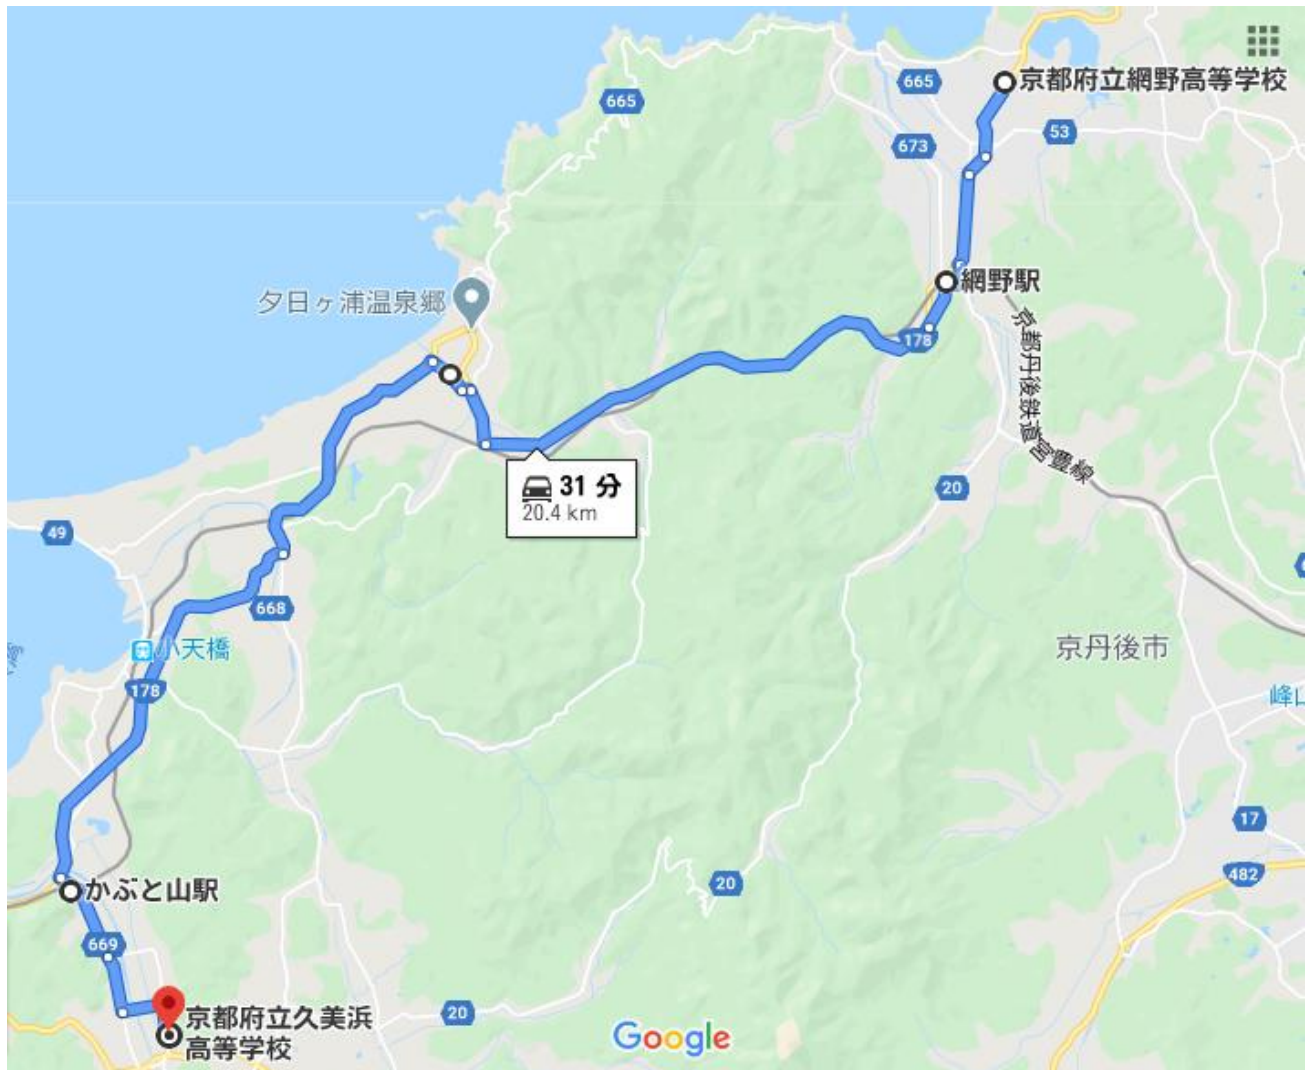 665
京都府立網野高等学校
665
53
673
網野駅
夕日ヶ浦温泉郷
178
京都丹後鉄道宮豊線
31 分
20.4 km
20
49
668
小天橋
京丹後市
178
峰山
17
482
20
かぶと山駅
669
京都府立久美浜
高等学校
20
Google